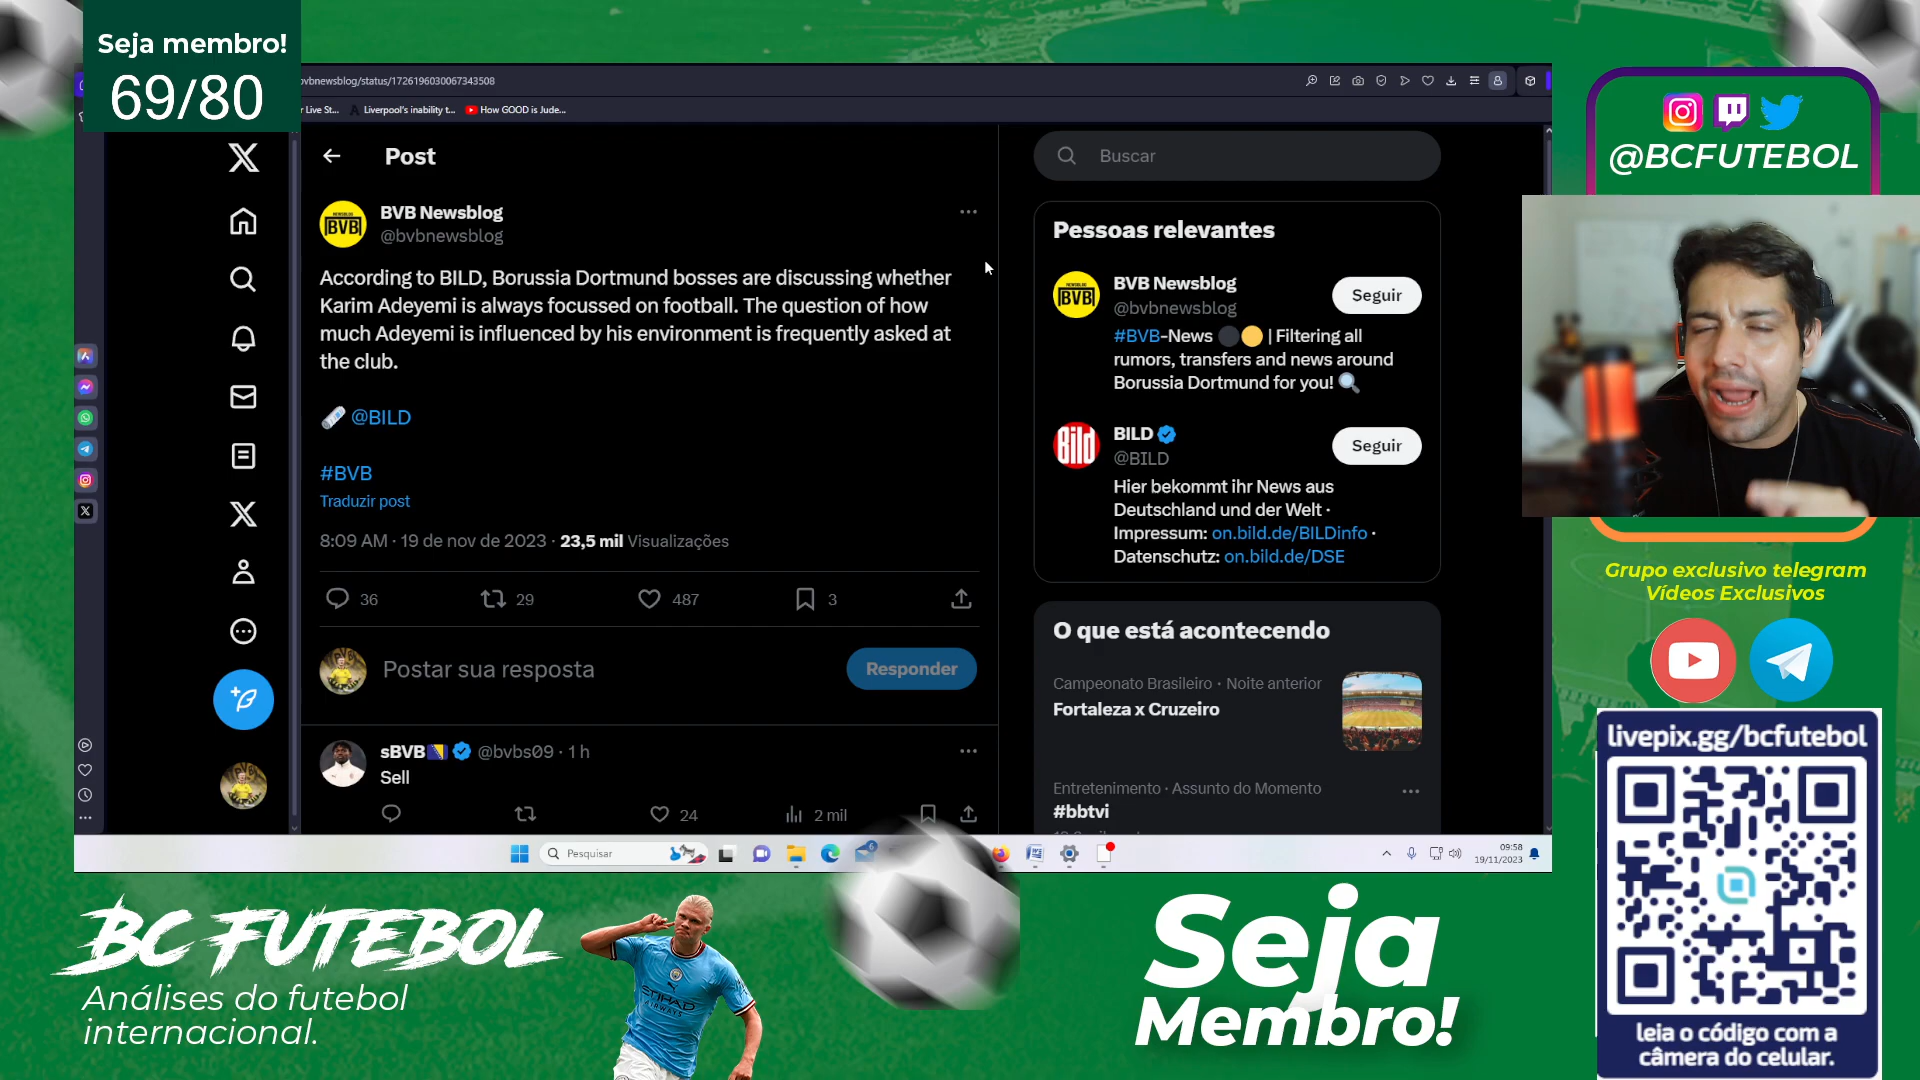 Seja membro!
69/80
@BCFUTEBOL
vbnewsblog/status/1726196030067343508
r Live St...
Liverpool's inability t...
How GOOD is Jude...
Post
BVB Newsblog
@bvbnewsblog
According to BILD, Borussia Dortmund bosses are discussing whether
Karim Adeyemi is always focussed on football. The question of how
much Adeyemi is influenced by his environment is frequently asked at
the club.
@BILD
#BVB
Traduzir post
8:09 AM · 19 de nov de 2023 · 23,5 mil Visualizações
36
29
487
3
Postar sua resposta
Responder
sBVB @bvbs09 · 1 h
Sell
24
2 mil
Buscar
Pessoas relevantes
BVB Newsblog
@bvbnewsblog
Seguir
#BVB-News | Filtering all
rumors, transfers and news around
Borussia Dortmund for you!
BILD
@BILD
Seguir
Hier bekommt ihr News aus
Deutschland und der Welt ·
Impressum: on.bild.de/BILDinfo ·
Datenschutz: on.bild.de/DSE
O que está acontecendo
Campeonato Brasileiro · Noite anterior
Fortaleza x Cruzeiro
Entretenimento · Assunto do Momento
#bbtvi
Pesquisar
09:58
19/11/2023
Grupo exclusivo telegram
Vídeos Exclusivos
livepix.gg/bcfutebol
leia o código com a
câmera do celular.
BC FUTEBOL
Análises do futebol
internacional.
ETIHAD
AIRWAYS
Seja
Membro!